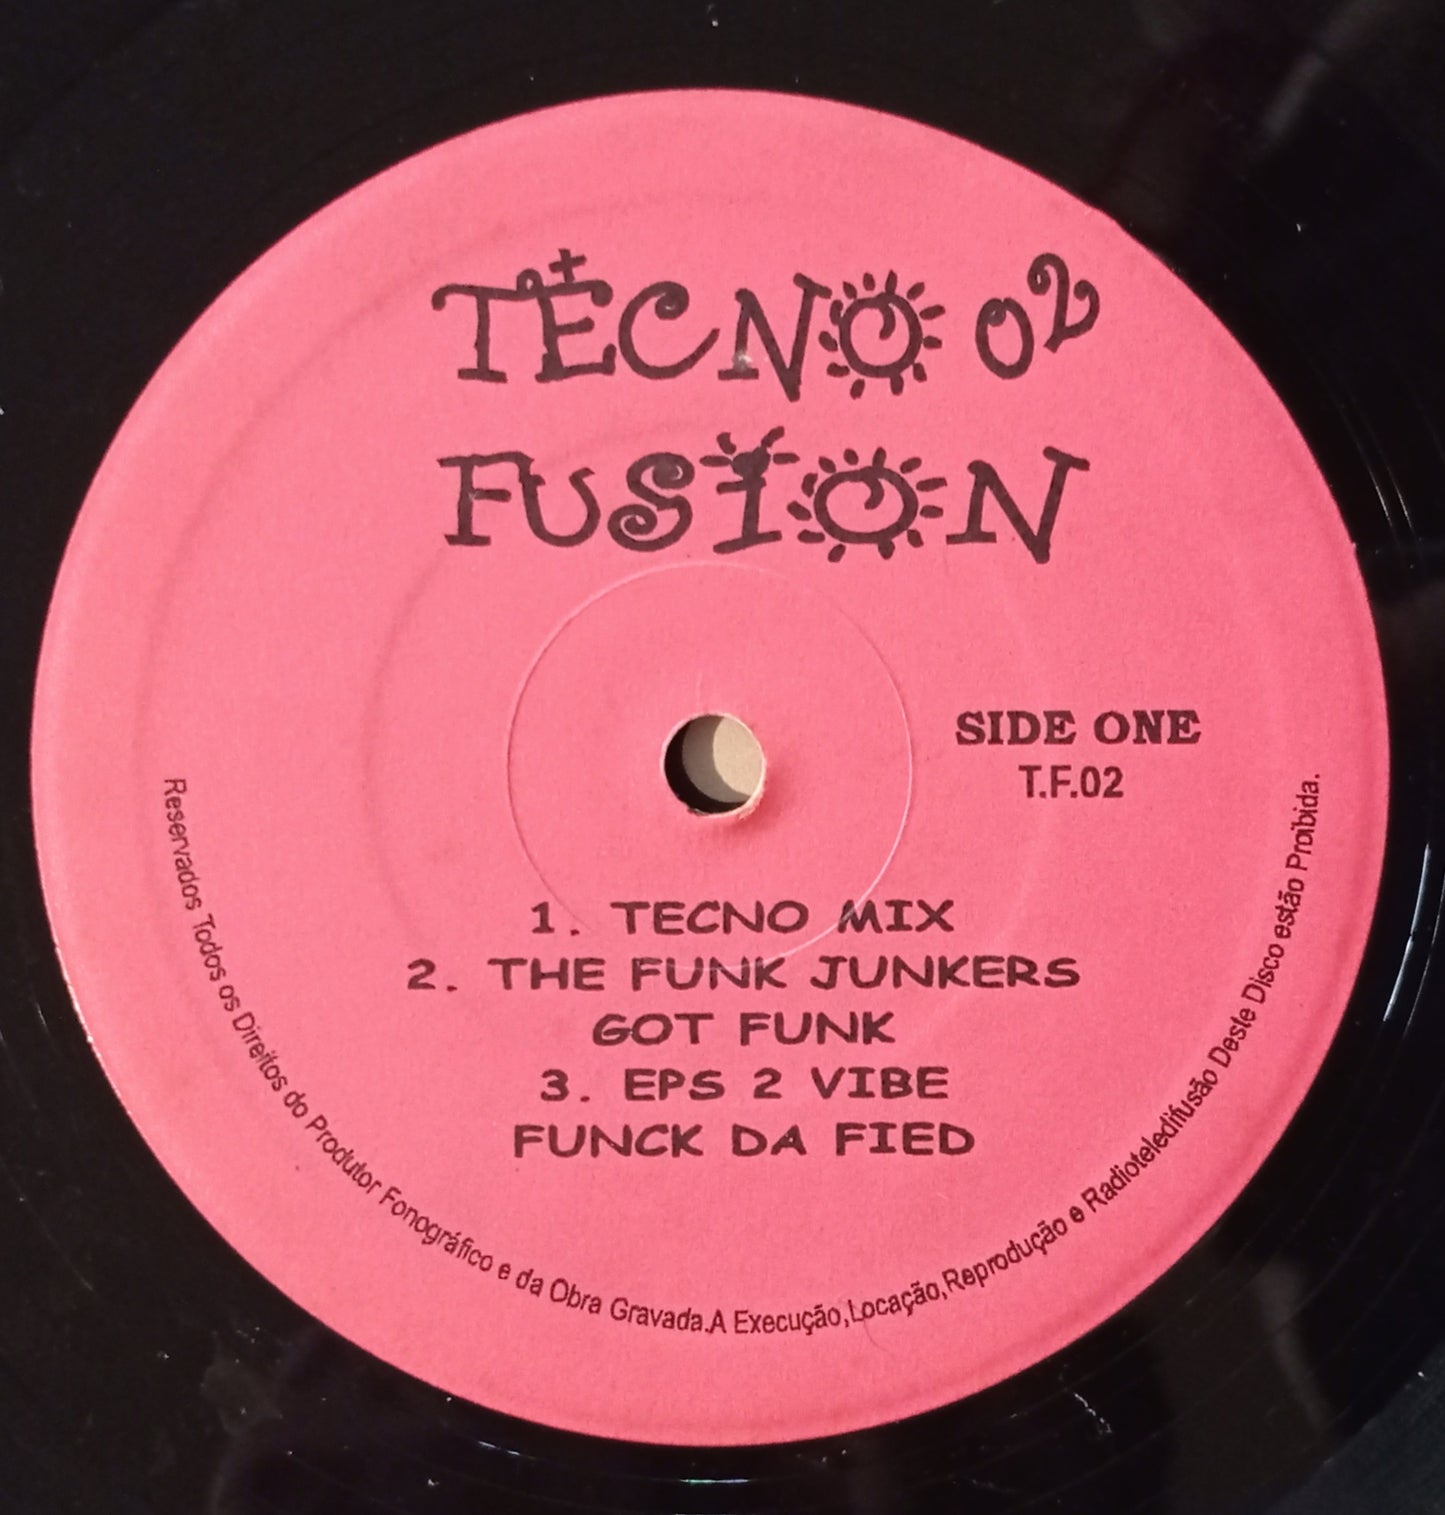 TECNO 02
FUSION
SIDE ONE
T.F.02
1. TECNO MIX
2. THE FUNK JUNKERS
GOT FUNK
3. EPS 2 VIBE
FUNCK DA FIED
Reservados Todos os Direitos do Produtor Fonográfico e da Obra Gravada.A Execução,Locação,Reprodução e Radioteledifusão Deste Disco estão Proibida.